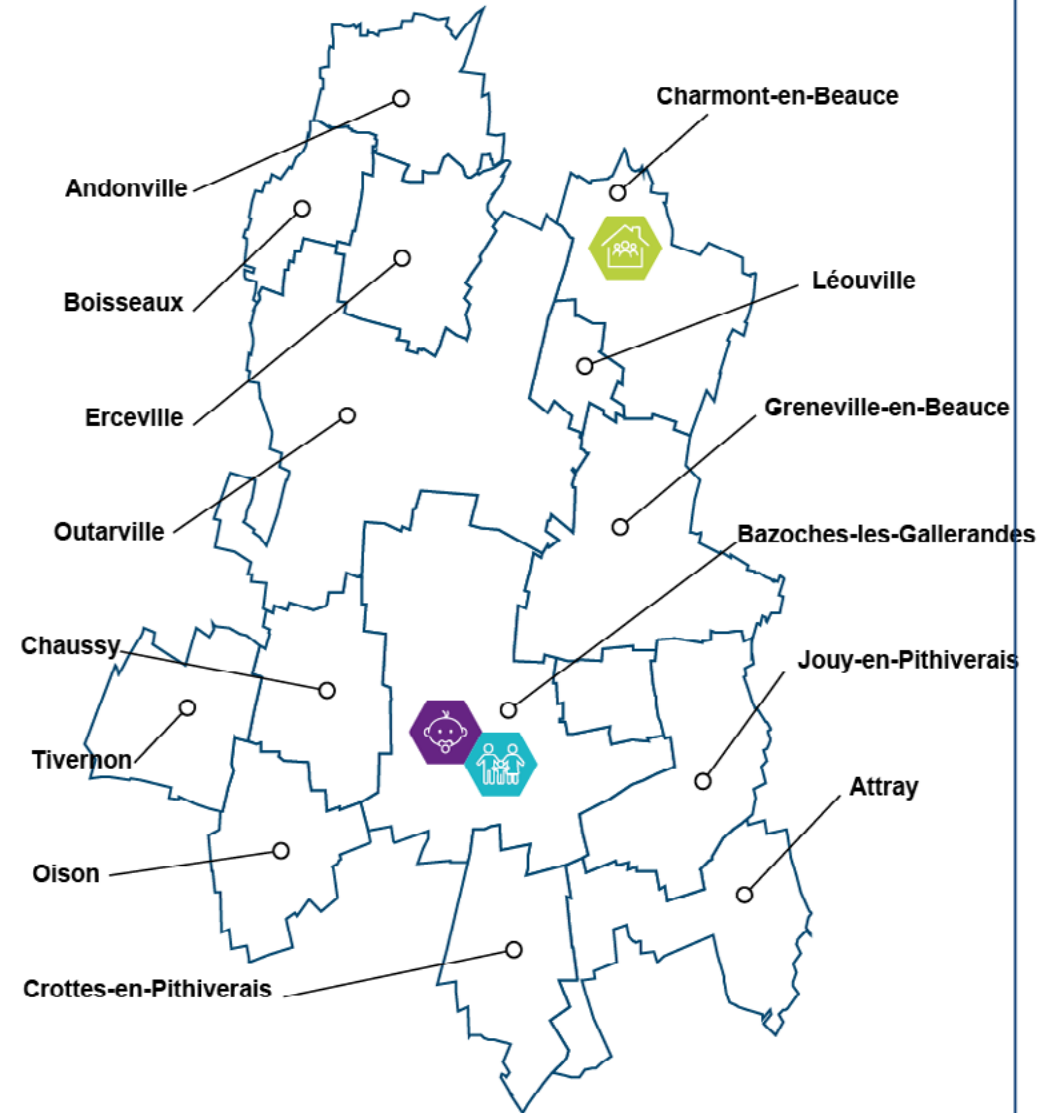 Charmont-en-Beauce
Andonville
Léouville
Boisseaux
Greneville-en-Beauce
Erceville
Outarville
Bazoches-les-Gallerandes
Chaussy
Jouy-en-Pithiverais
Tivernon
Attray
Oison
Crottes-en-Pithiverais